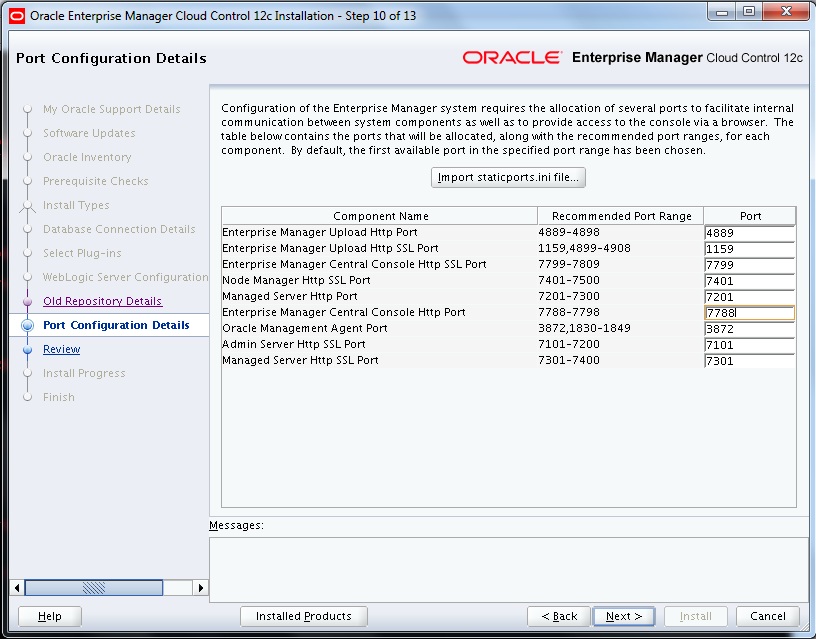 Oracle Enterprise Manager Cloud Control 12c Installation - Step 10 of 13
Port Configuration Details
ORACLE Enterprise Manager Cloud Control 12c
My Oracle Support Details
Software Updates
Oracle Inventory
Prerequisite Checks
Install Types
Database Connection Details
Select Plug-ins
WebLogic Server Configuration
Old Repository Details
Port Configuration Details
Review
Install Progress
Finish
Configuration of the Enterprise Manager system requires the allocation of several ports to facilitate internal
communication between system components as well as to provide access to the console via a browser. The
table below contains the ports that will be allocated, along with the recommended port ranges, for each
component. By default, the first available port in the specified port range has been chosen.
Import staticports.ini file...
Component Name Recommended Port Range Port
Enterprise Manager Upload Http Port 4889-4898 4889
Enterprise Manager Upload Http SSL Port 1159,4899-4908 1159
Enterprise Manager Central Console Http SSL Port 7799-7809 7799
Node Manager Http SSL Port 7401-7500 7401
Managed Server Http Port 7201-7300 7201
Enterprise Manager Central Console Http Port 7788-7798 7788
Oracle Management Agent Port 3872,1830-1849 3872
Admin Server Http SSL Port 7101-7200 7101
Managed Server Http SSL Port 7301-7400 7301
Messages:
Help Installed Products < Back Next > Install Cancel